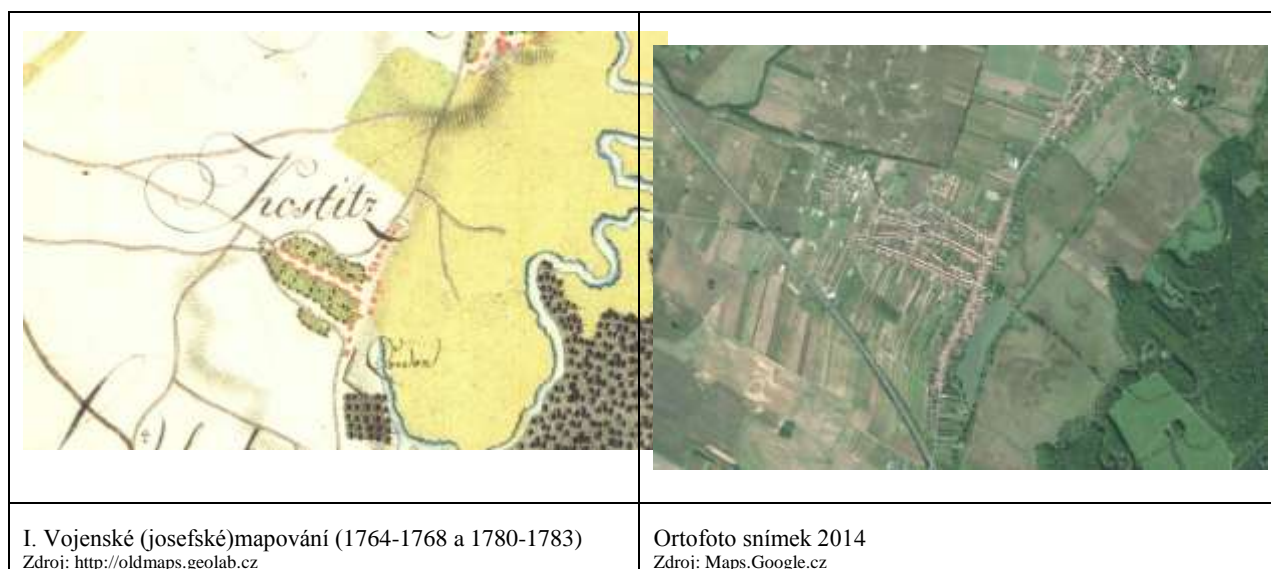 I. Vojenské (josefské)mapování (1764-1768 a 1780-1783)
Zdroj: http://oldmaps.geolab.cz
Ortofoto snímek 2014
Zdroj: Maps.Google.cz